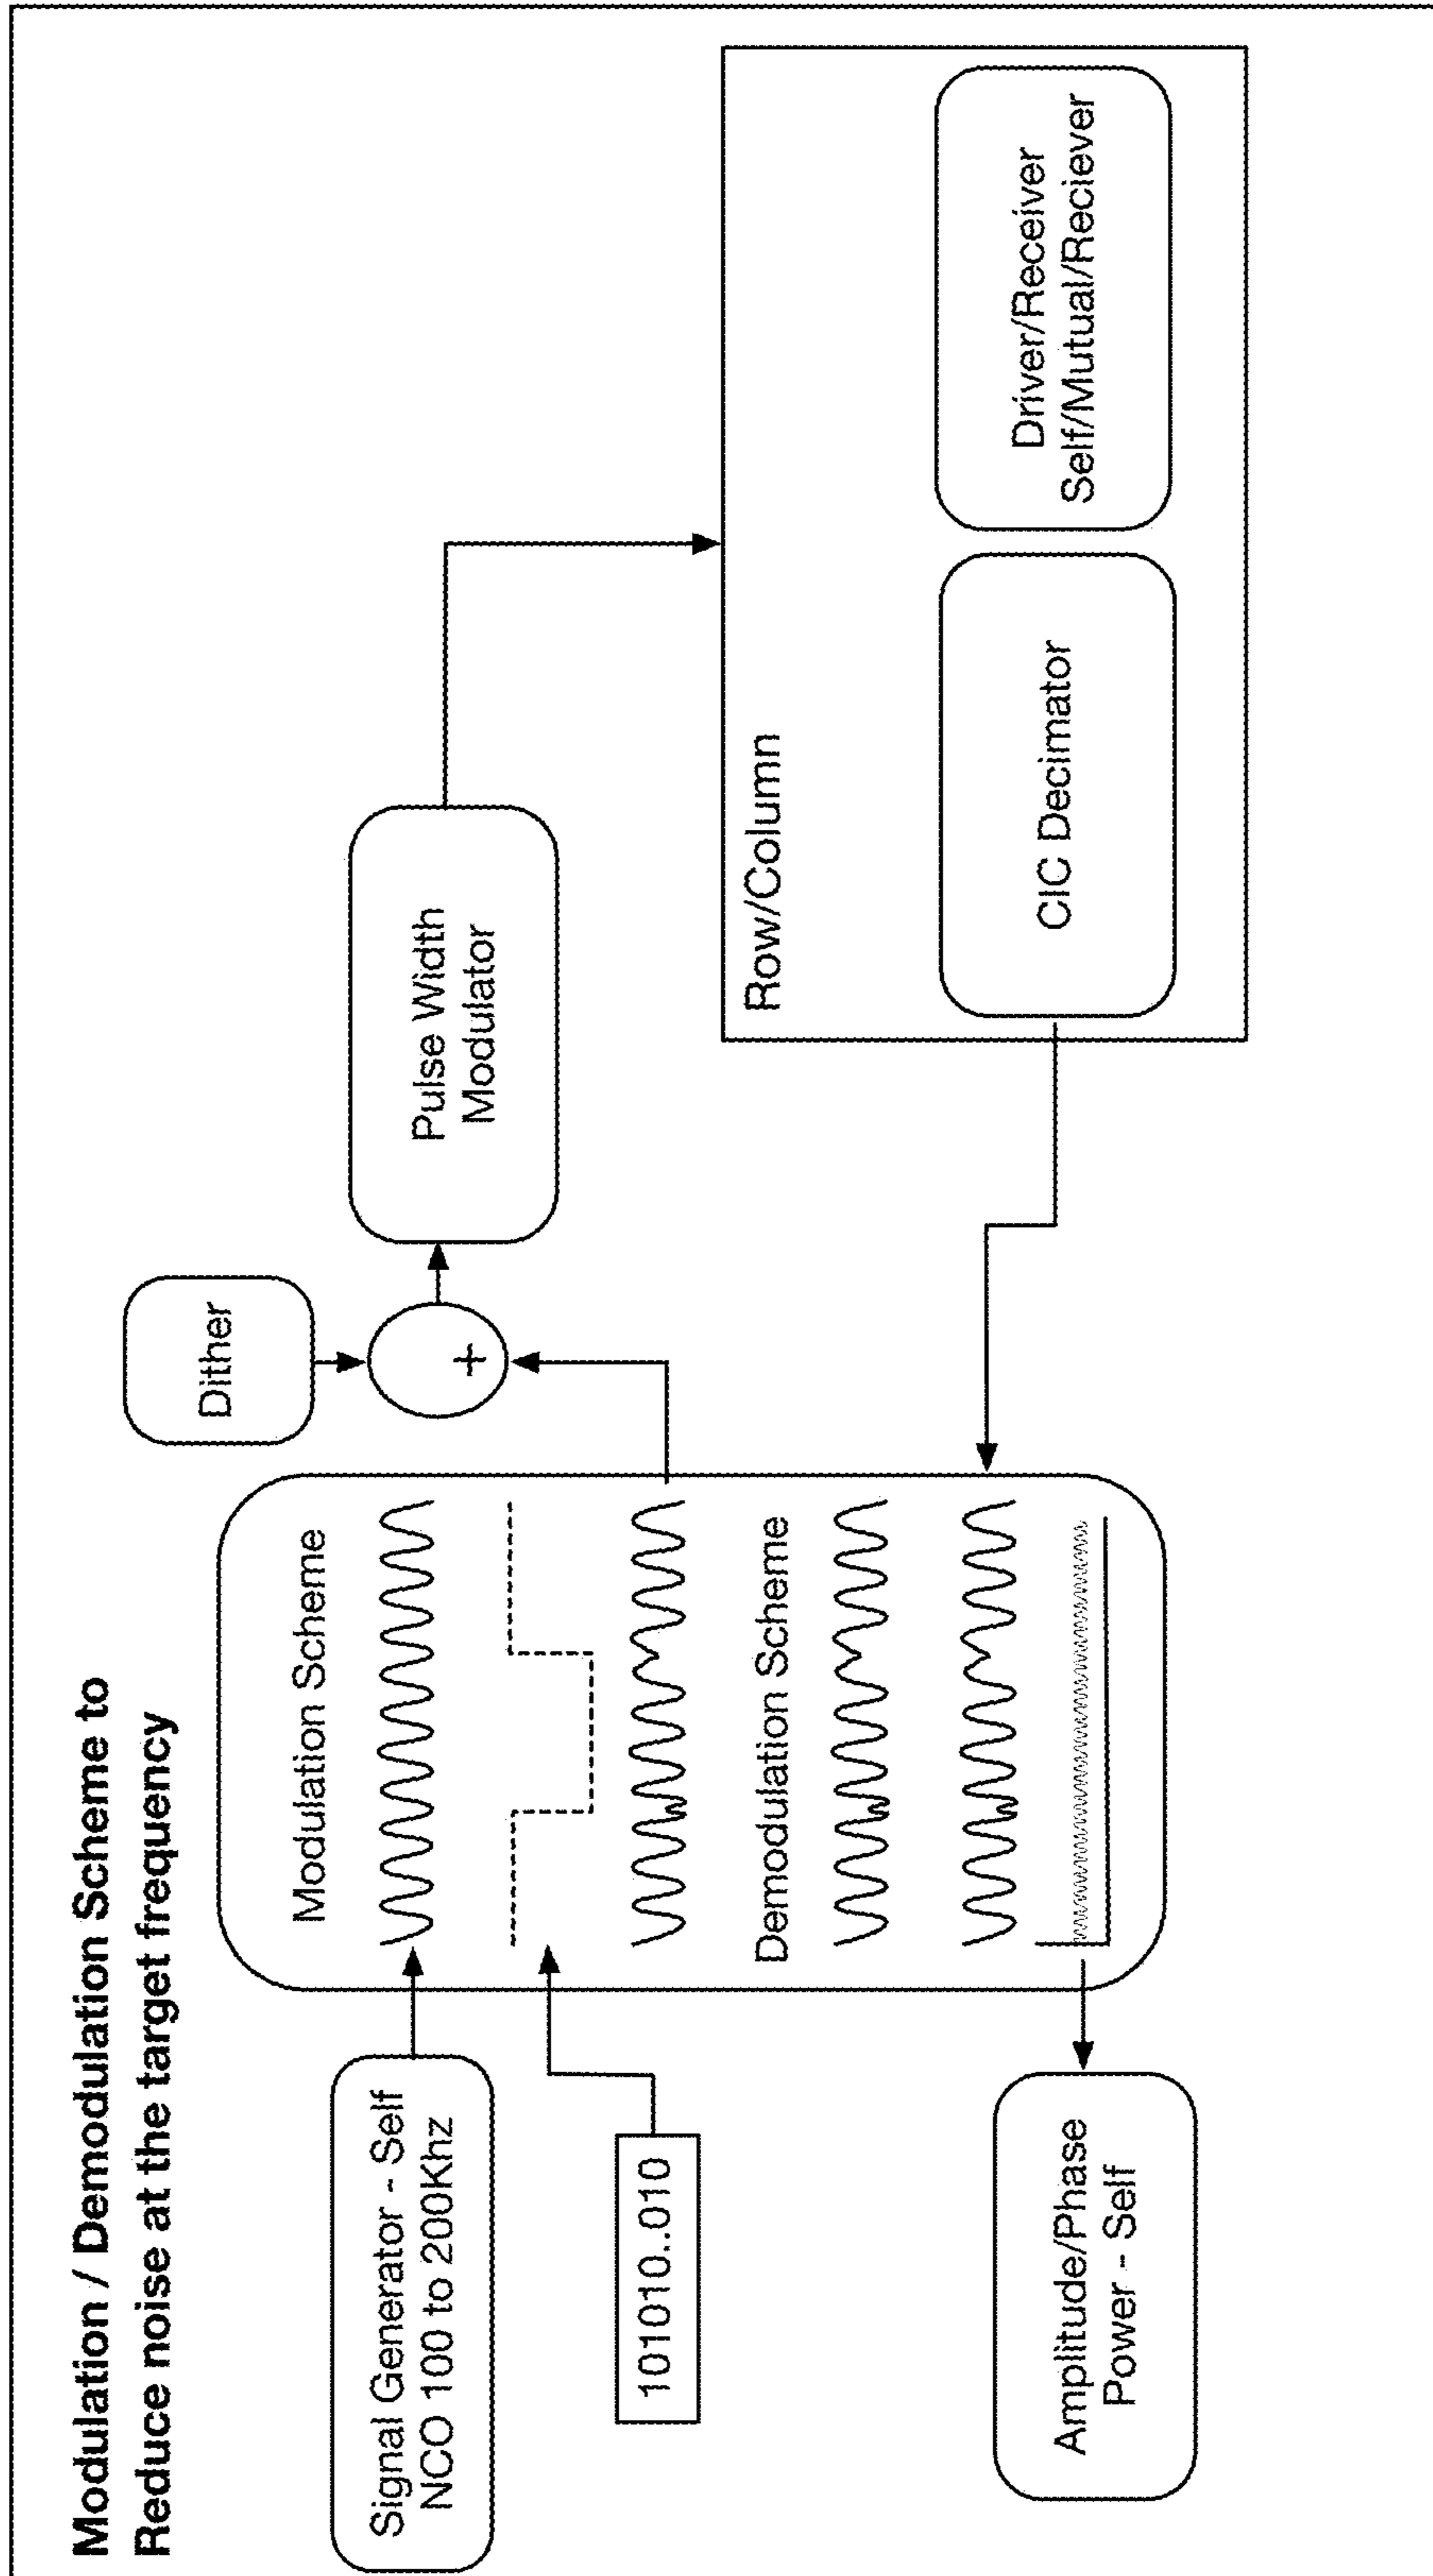 Modulation / Demodulation Scheme to
Reduce noise at the target frequency
Signal Generator - Self
NCO 100 to 200Khz
101010..010
Amplitude/Phase
Power - Self
Modulation Scheme
Demodulation Scheme
Dither
+
Pulse Width
Modulator
Row/Column
CIC Decimator
Driver/Receiver
Self/Mutual/Reciever